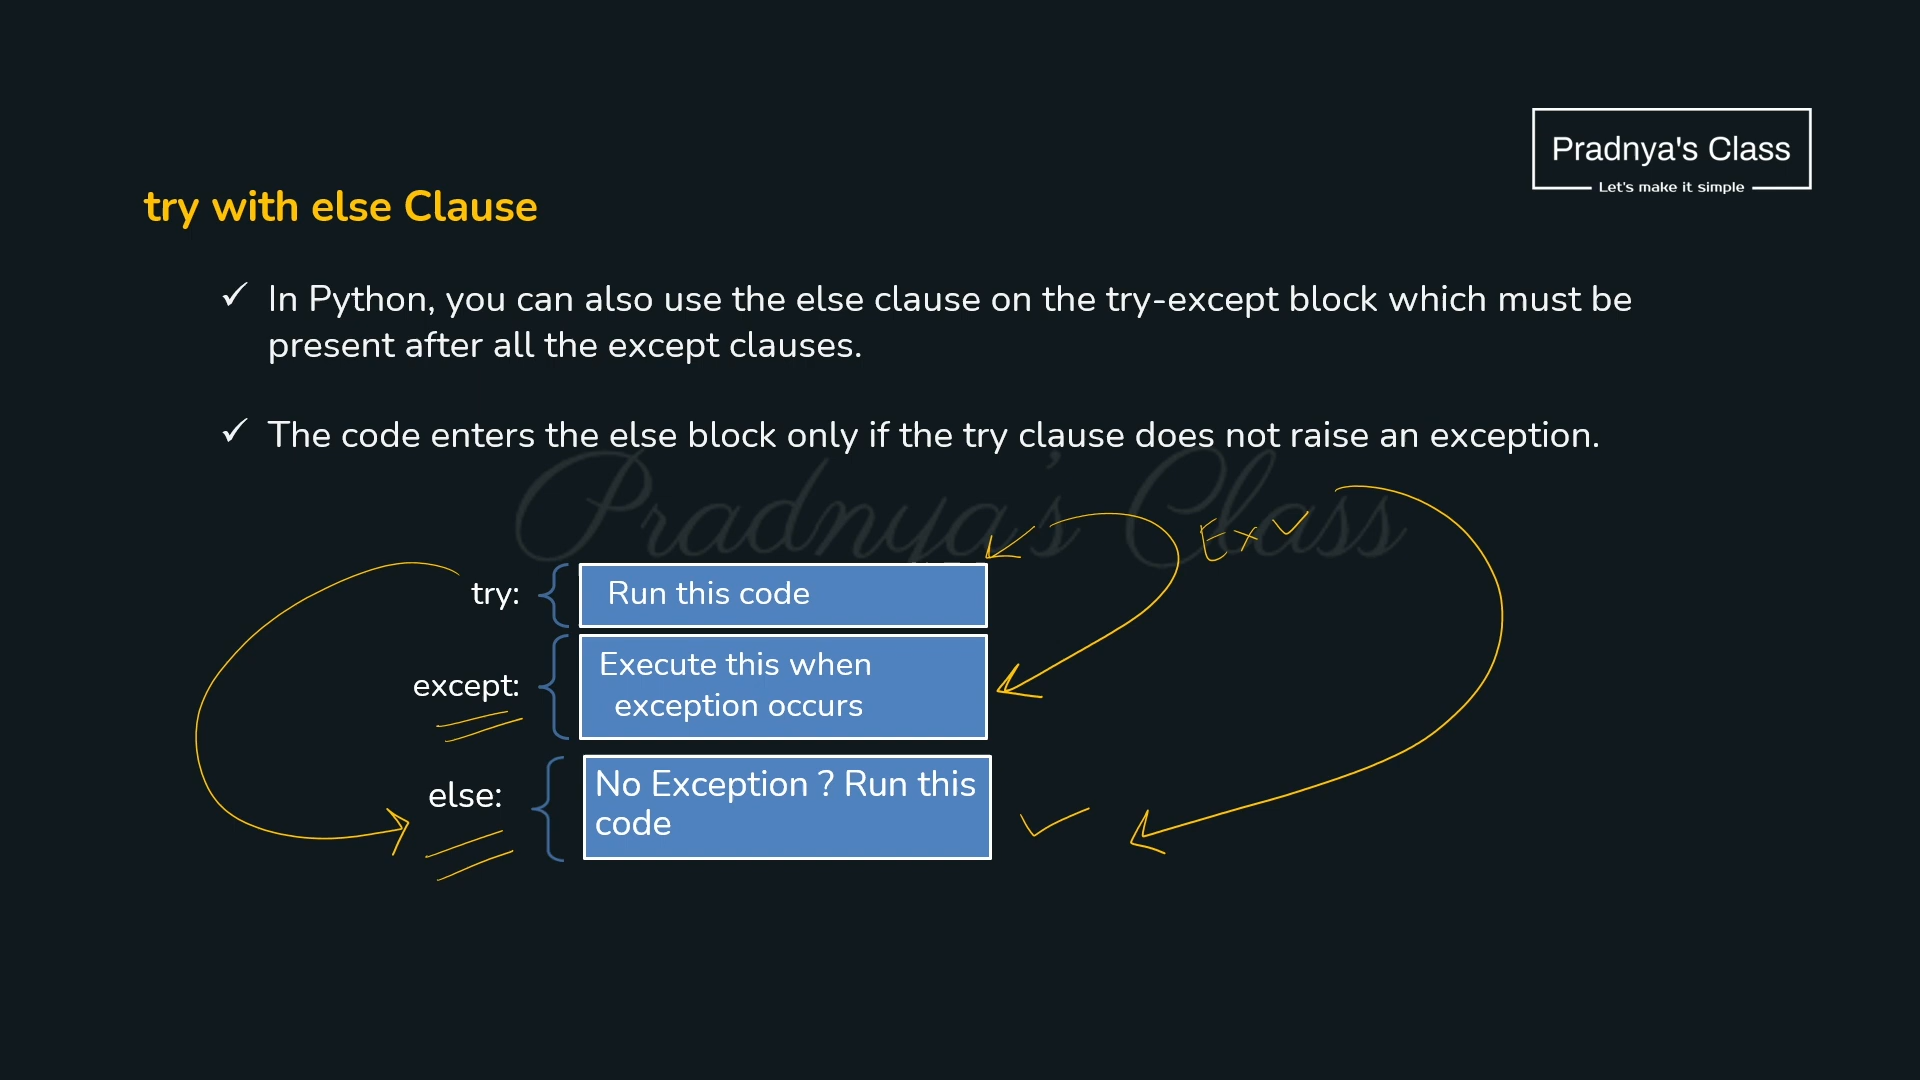 Pradnya's Class
Let's make it simple
try with else Clause
✓ In Python, you can also use the else clause on the try-except block which must be
present after all the except clauses.
✓ The code enters the else block only if the try clause does not raise an exception.
Pradnya's Class
Ex ✓
try: Run this code
except: Execute this when
exception occurs
else: No Exception ? Run this
code